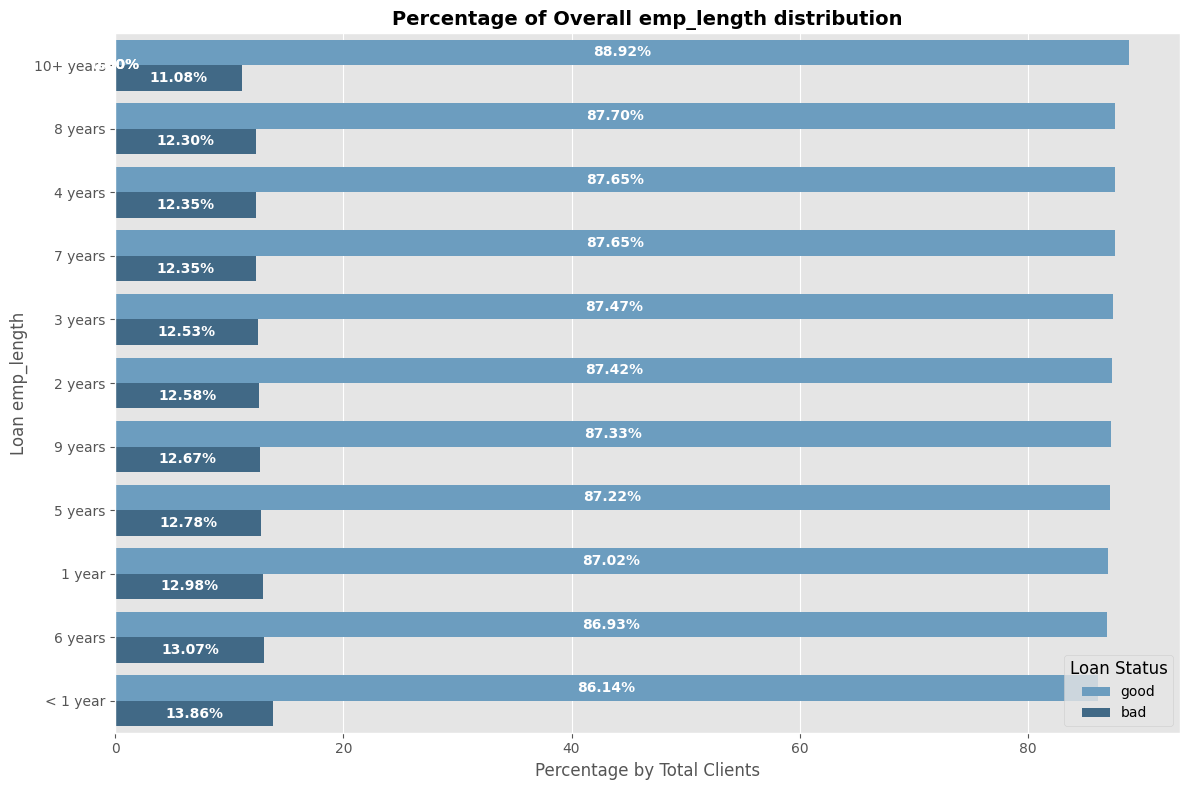 Percentage of Overall emp_length distribution
10+ years
88.92%
11.08%
8 years
87.70%
12.30%
4 years
87.65%
12.35%
7 years
87.65%
12.35%
3 years
87.47%
12.53%
2 years
87.42%
12.58%
9 years
87.33%
12.67%
5 years
87.22%
12.78%
1 year
87.02%
12.98%
6 years
86.93%
13.07%
< 1 year
86.14%
13.86%
Loan emp_length
Loan Status
good
bad
0
20
40
60
80
Percentage by Total Clients